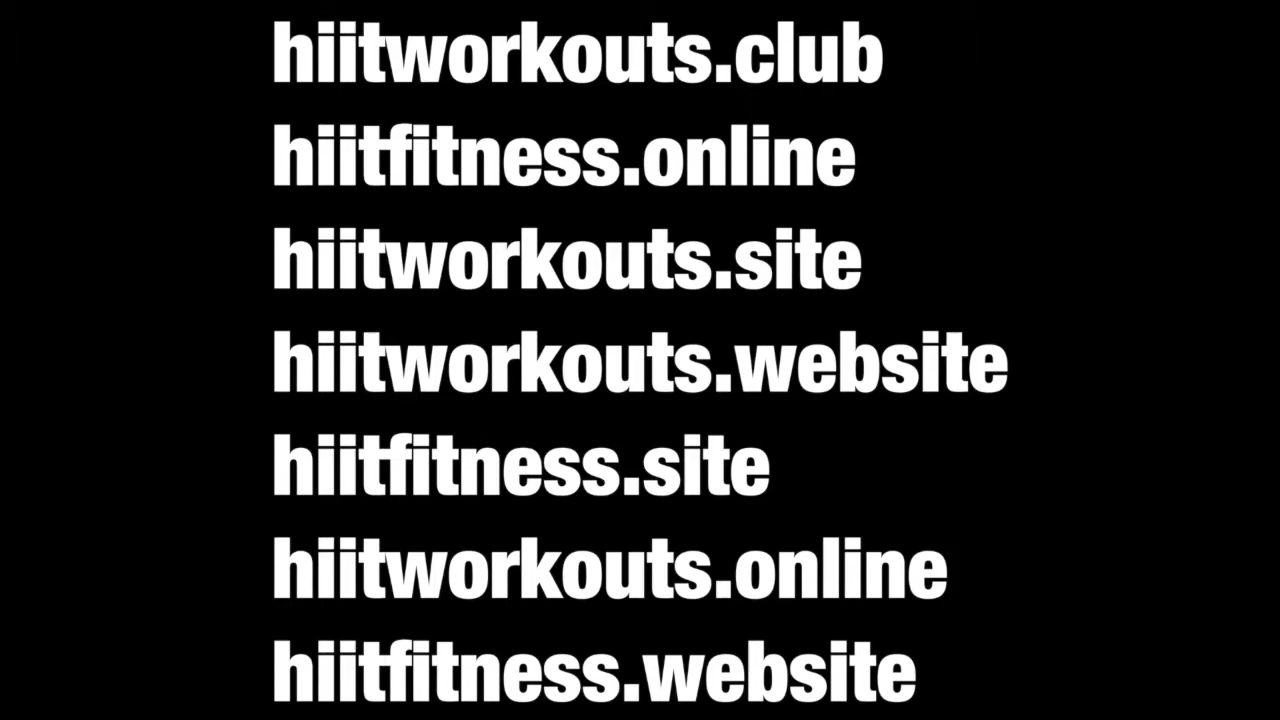 hiitworkouts.club
hiitfitness.online
hiitworkouts.site
hiitworkouts.website
hiitfitness.site
hiitworkouts.online
hiitfitness.website